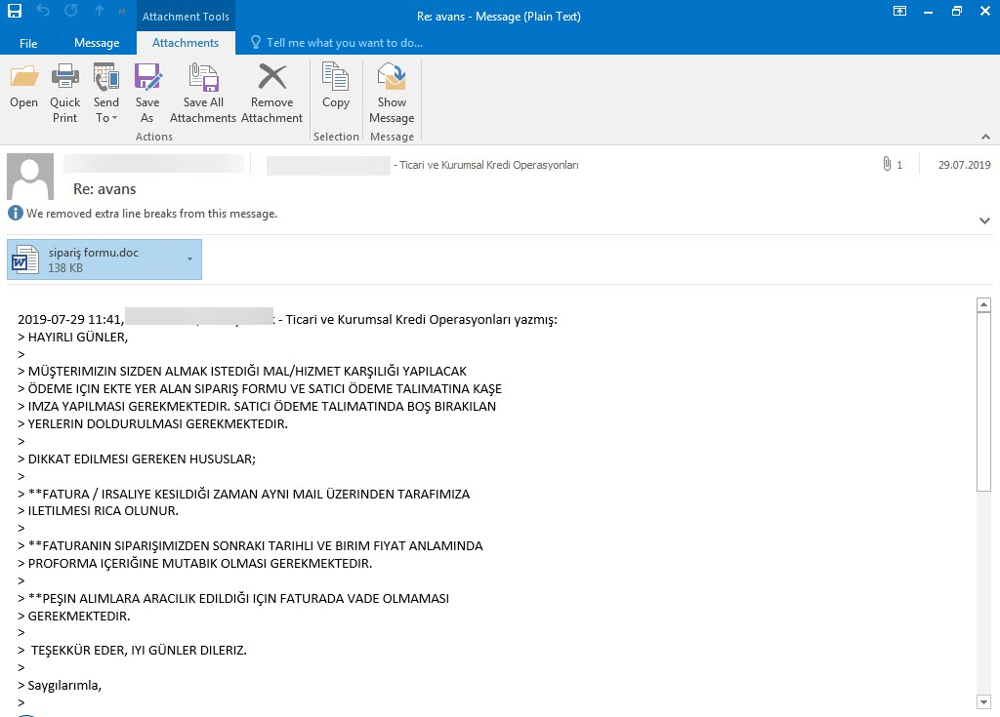 Attachment Tools
Re: avans - Message (Plain Text)
File
Message
Attachments
Tell me what you want to do...
Open
Quick Print
Send To
Save As
Save All Attachments
Remove Attachment
Copy
Show Message
Actions
Selection
Message
- Ticari ve Kurumsal Kredi Operasyonları
1
29.07.2019
Re: avans
We removed extra line breaks from this message.
sipariş formu.doc
138 KB
2019-07-29 11:41, - Ticari ve Kurumsal Kredi Operasyonları yazmış:
> HAYIRLI GÜNLER,
>
> MÜŞTERIMIZIN SIZDEN ALMAK ISTEDIĞI MAL/HIZMET KARŞILIĞI YAPILACAK
> ÖDEME IÇIN EKTE YER ALAN SIPARIŞ FORMU VE SATICI ÖDEME TALIMATINA KAŞE
> IMZA YAPILMASI GEREKMEKTEDIR. SATICI ÖDEME TALIMATINDA BOŞ BIRAKILAN
> YERLERIN DOLDURULMASI GEREKMEKTEDIR.
>
> DIKKAT EDILMESI GEREKEN HUSUSLAR;
>
> **FATURA / IRSALIYE KESILDIĞI ZAMAN AYNI MAIL ÜZERINDEN TARAFIMIZA
> ILETILMESI RICA OLUNUR.
>
> **FATURANIN SIPARIŞIMIZDEN SONRAKI TARIHLI VE BIRIM FIYAT ANLAMINDA
> PROFORMA IÇERIĞINE MUTABIK OLMASI GEREKMEKTEDIR.
>
> **PEŞIN ALIMLARA ARACILIK EDILDIĞI IÇIN FATURADA VADE OLMAMASI
> GEREKMEKTEDIR.
>
> TEŞEKKÜR EDER, IYI GÜNLER DILERIZ.
>
> Saygılarımla,
>